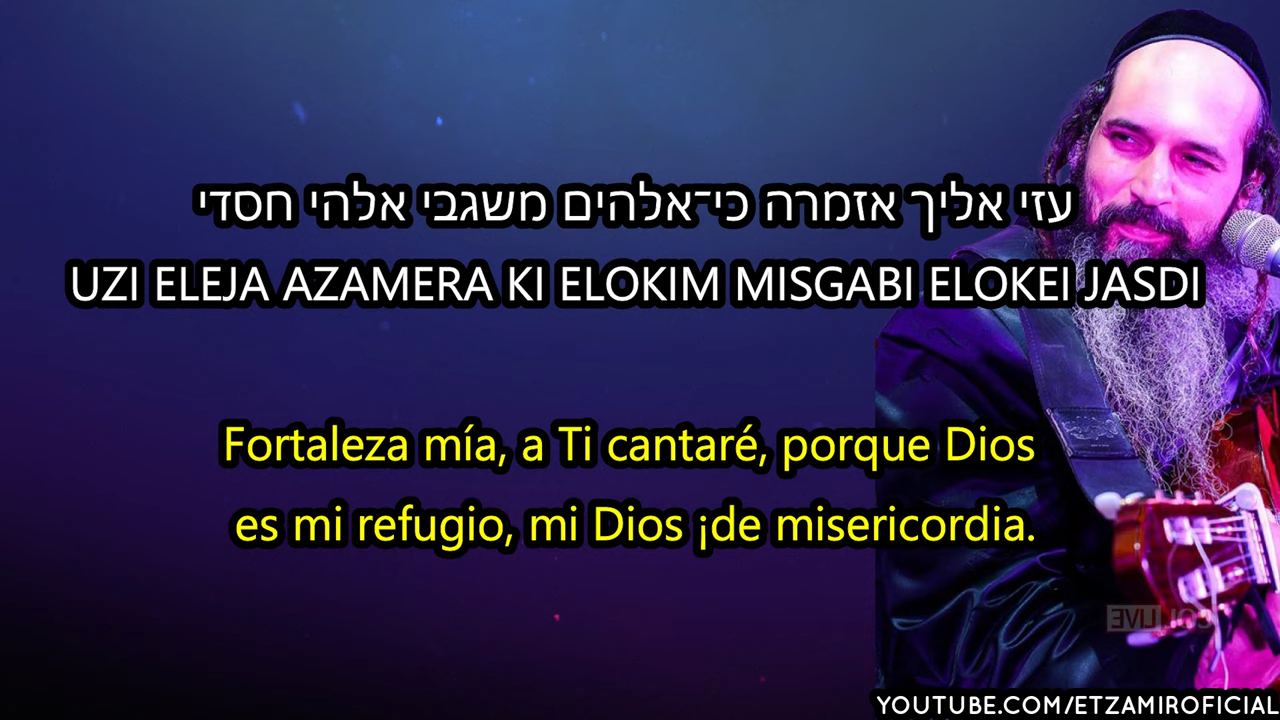 עזי אליך אזמרה כי־אלהים משגבי אלהי חסדי
UZI ELEJA AZAMERA KI ELOKIM MISGABI ELOKEI JASDI
Fortaleza mía, a Ti cantaré, porque Dios
es mi refugio, mi Dios ¡de misericordia.
YOUTUBE.COM/ETZAMIROFICIAL